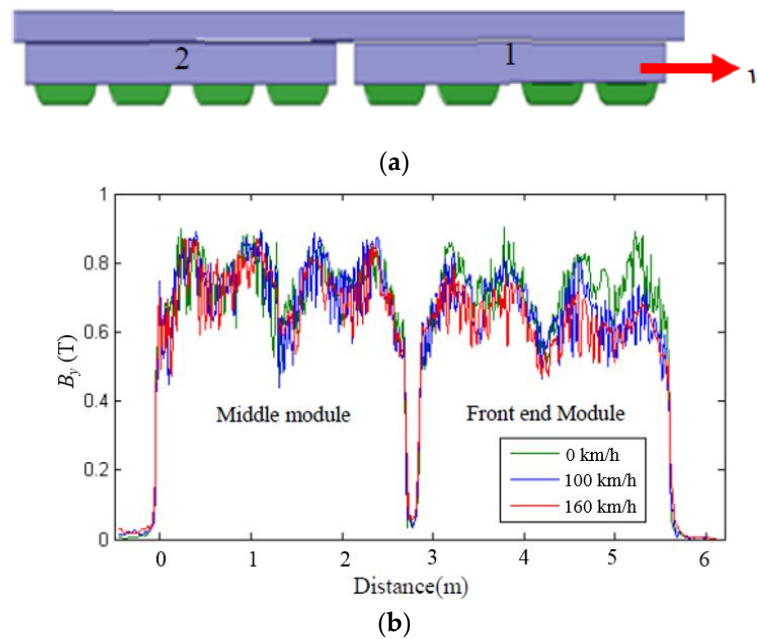 2
1
v
(a)
1
0.8
0.6
0.4
0.2
0
B_y (T)
Middle module
Front end Module
0 km/h
100 km/h
160 km/h
0 1 2 3 4 5 6
Distance(m)
(b)